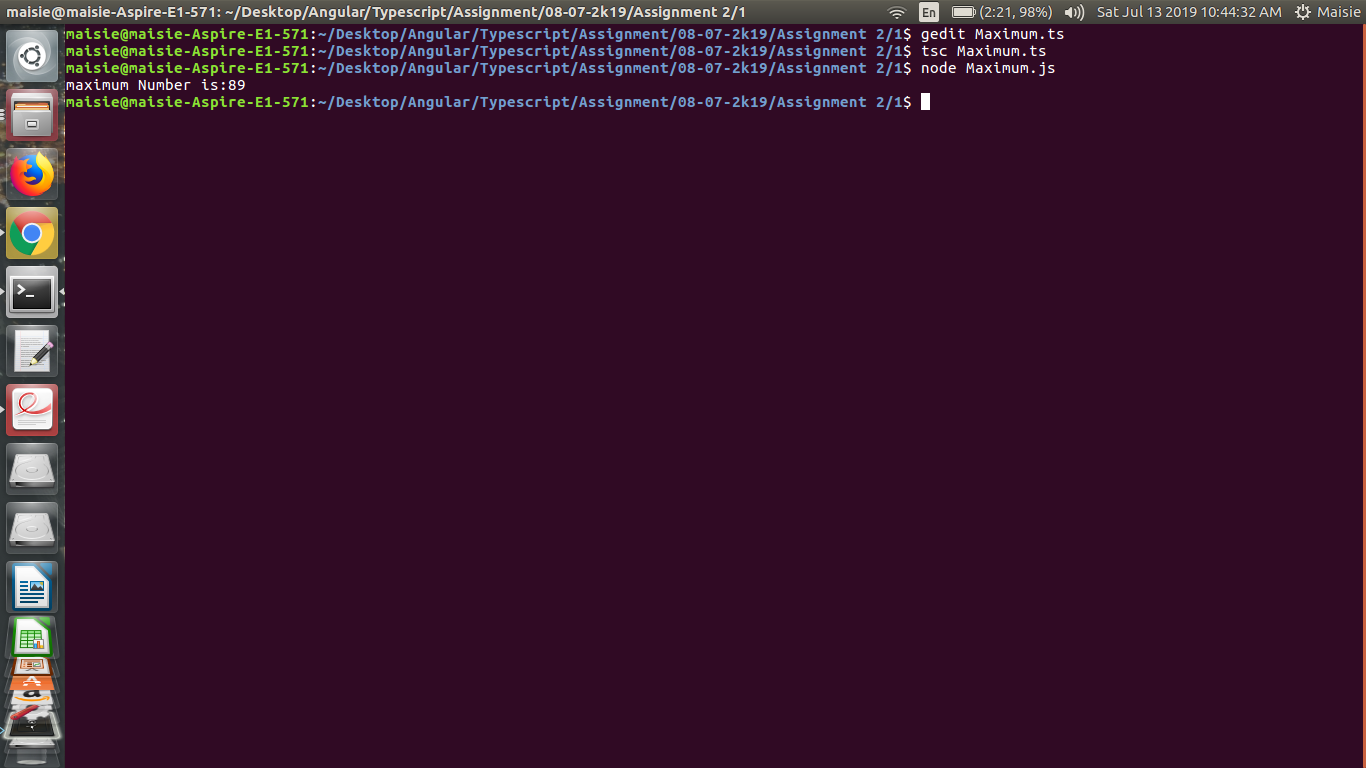 maisie@maisie-Aspire-E1-571: ~/Desktop/Angular/Typescript/Assignment/08-07-2k19/Assignment 2/1 En (2:21, 98%) Sat Jul 13 2019 10:44:32 AM Maisie
maisie@maisie-Aspire-E1-571:~/Desktop/Angular/Typescript/Assignment/08-07-2k19/Assignment 2/1$ gedit Maximum.ts
maisie@maisie-Aspire-E1-571:~/Desktop/Angular/Typescript/Assignment/08-07-2k19/Assignment 2/1$ tsc Maximum.ts
maisie@maisie-Aspire-E1-571:~/Desktop/Angular/Typescript/Assignment/08-07-2k19/Assignment 2/1$ node Maximum.js
maximum Number is:89
maisie@maisie-Aspire-E1-571:~/Desktop/Angular/Typescript/Assignment/08-07-2k19/Assignment 2/1$